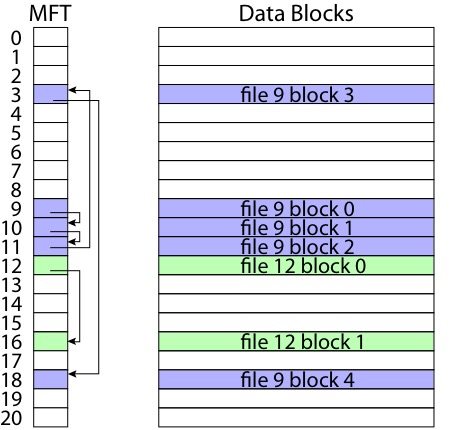 MFT Data Blocks
0
1
2
3 file 9 block 3
4
5
6
7
8
9 file 9 block 0
10 file 9 block 1
11 file 9 block 2
12 file 12 block 0
13
14
15
16 file 12 block 1
17
18 file 9 block 4
19
20